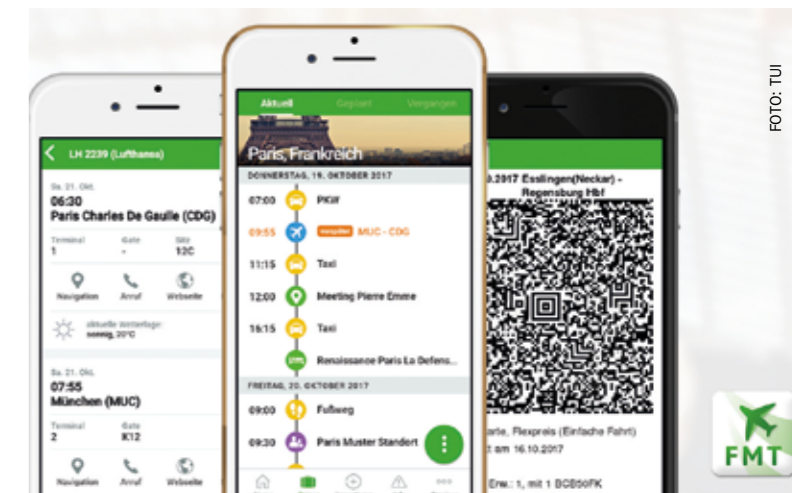 FOTO: TUI
LH 2239 (Lufthansa)
Sa. 21. Okt.
06:30
Paris Charles De Gaulle (CDG)
Terminal Gate Sitz
1 - 12C
Navigation Anruf Webseite
aktuelle Wetterlage:
sonnig, 20°C
Sa. 21. Okt.
07:55
München (MUC)
Terminal Gate
2 K12
Navigation Anruf Webseite
Aktuell Geplant Vergangen
Paris, Frankreich
DONNERSTAG, 19. OKTOBER 2017
07:00 PKW
09:55 verspätet MUC - CDG
11:15 Taxi
12:00 Meeting Pierre Emme
16:15 Taxi
Renaissance Paris La Defens...
FREITAG, 20. OKTOBER 2017
09:00 Fußweg
09:30 Paris Muster Standort
.2017 Esslingen(Neckar) -
Regensburg Hbf
arte, Flexpreis (Einfache Fahrt)
am 16.10.2017
Erw.: 1, mit 1 BCB50FK
FMT